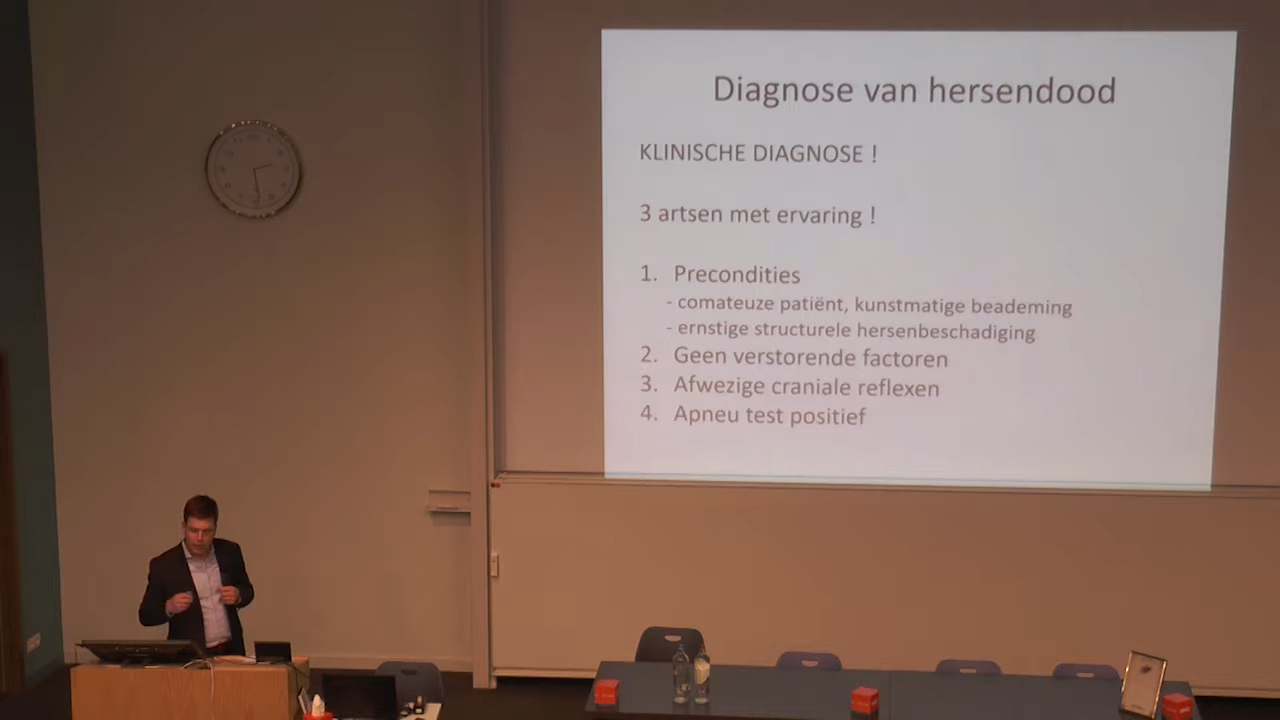 Diagnose van hersendood
KLINISCHE DIAGNOSE !
3 artsen met ervaring !
1. Precondities
- comateuze patiënt, kunstmatige beademing
- ernstige structurele hersenbeschadiging
2. Geen verstorende factoren
3. Afwezige craniale reflexen
4. Apneu test positief